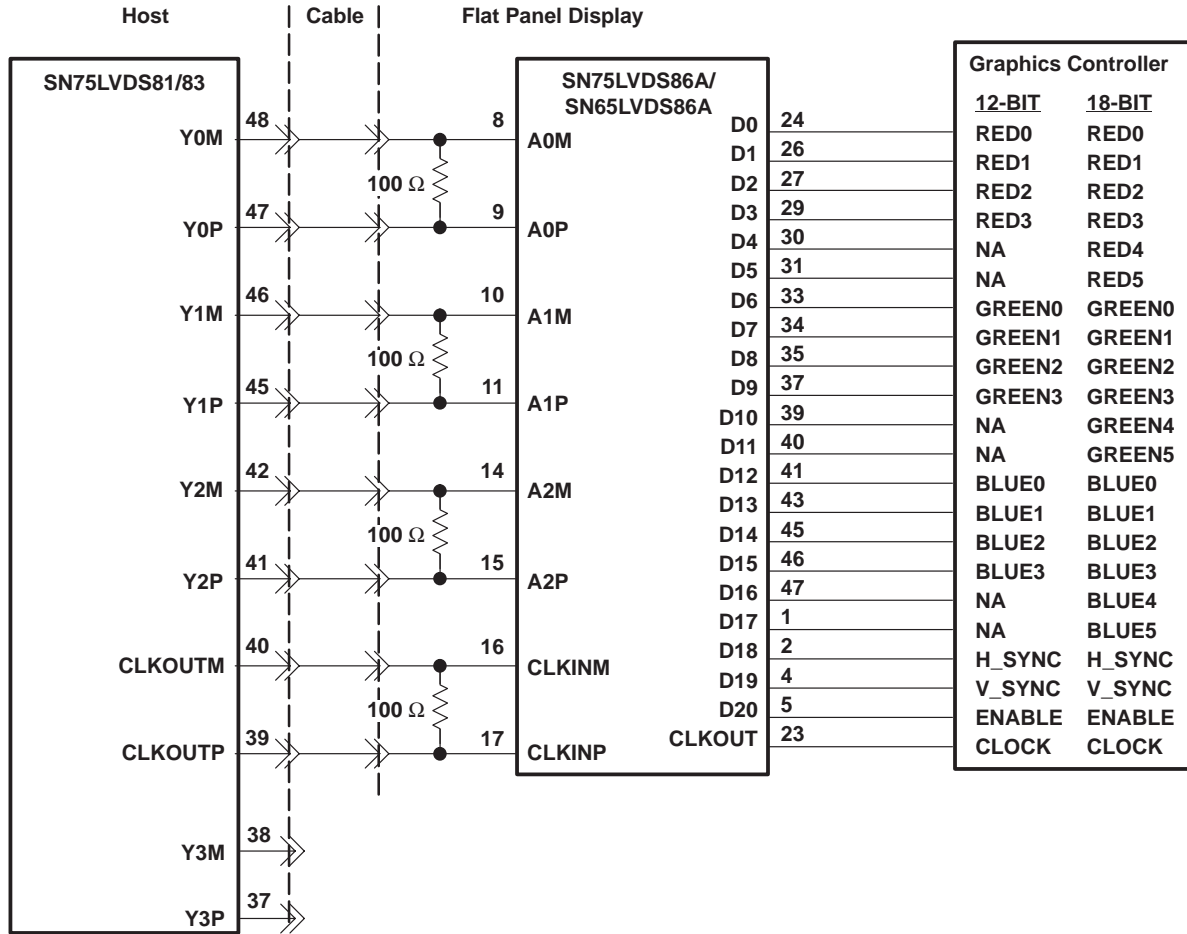 Host Cable Flat Panel Display
SN75LVDS81/83
Y0M 48
Y0P 47
Y1M 46
Y1P 45
Y2M 42
Y2P 41
CLKOUTM 40
CLKOUTP 39
Y3M 38
Y3P 37
100 Ω
100 Ω
100 Ω
100 Ω
SN75LVDS86A/
SN65LVDS86A
8 A0M
9 A0P
10 A1M
11 A1P
14 A2M
15 A2P
16 CLKINM
17 CLKINP
D0 24
D1 26
D2 27
D3 29
D4 30
D5 31
D6 33
D7 34
D8 35
D9 37
D10 39
D11 40
D12 41
D13 43
D14 45
D15 46
D16 47
D17 1
D18 2
D19 4
D20 5
CLKOUT 23
Graphics Controller
12-BIT 18-BIT
RED0 RED0
RED1 RED1
RED2 RED2
RED3 RED3
NA RED4
NA RED5
GREEN0 GREEN0
GREEN1 GREEN1
GREEN2 GREEN2
GREEN3 GREEN3
NA GREEN4
NA GREEN5
BLUE0 BLUE0
BLUE1 BLUE1
BLUE2 BLUE2
BLUE3 BLUE3
NA BLUE4
NA BLUE5
H_SYNC H_SYNC
V_SYNC V_SYNC
ENABLE ENABLE
CLOCK CLOCK